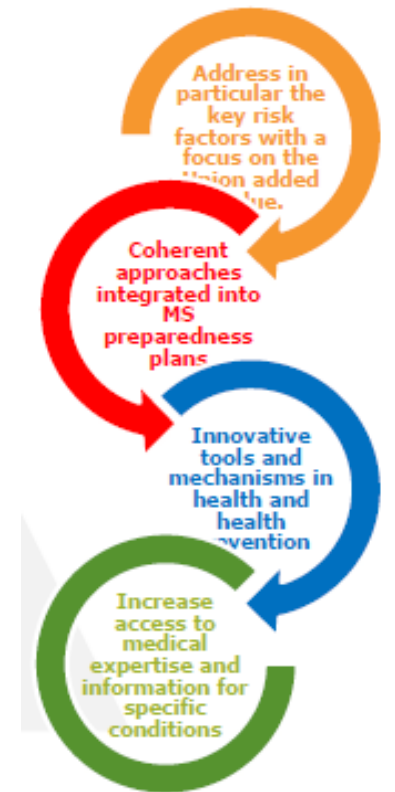 Address in
particular the
key risk
factors with a
focus on the
Union added
Coherent
approaches
integrated into
MS
preparedness
plans
Innovative
tools and
mechanisms in
health and
health
Increase
access to
medical
expertise and
information for
specific
conditions